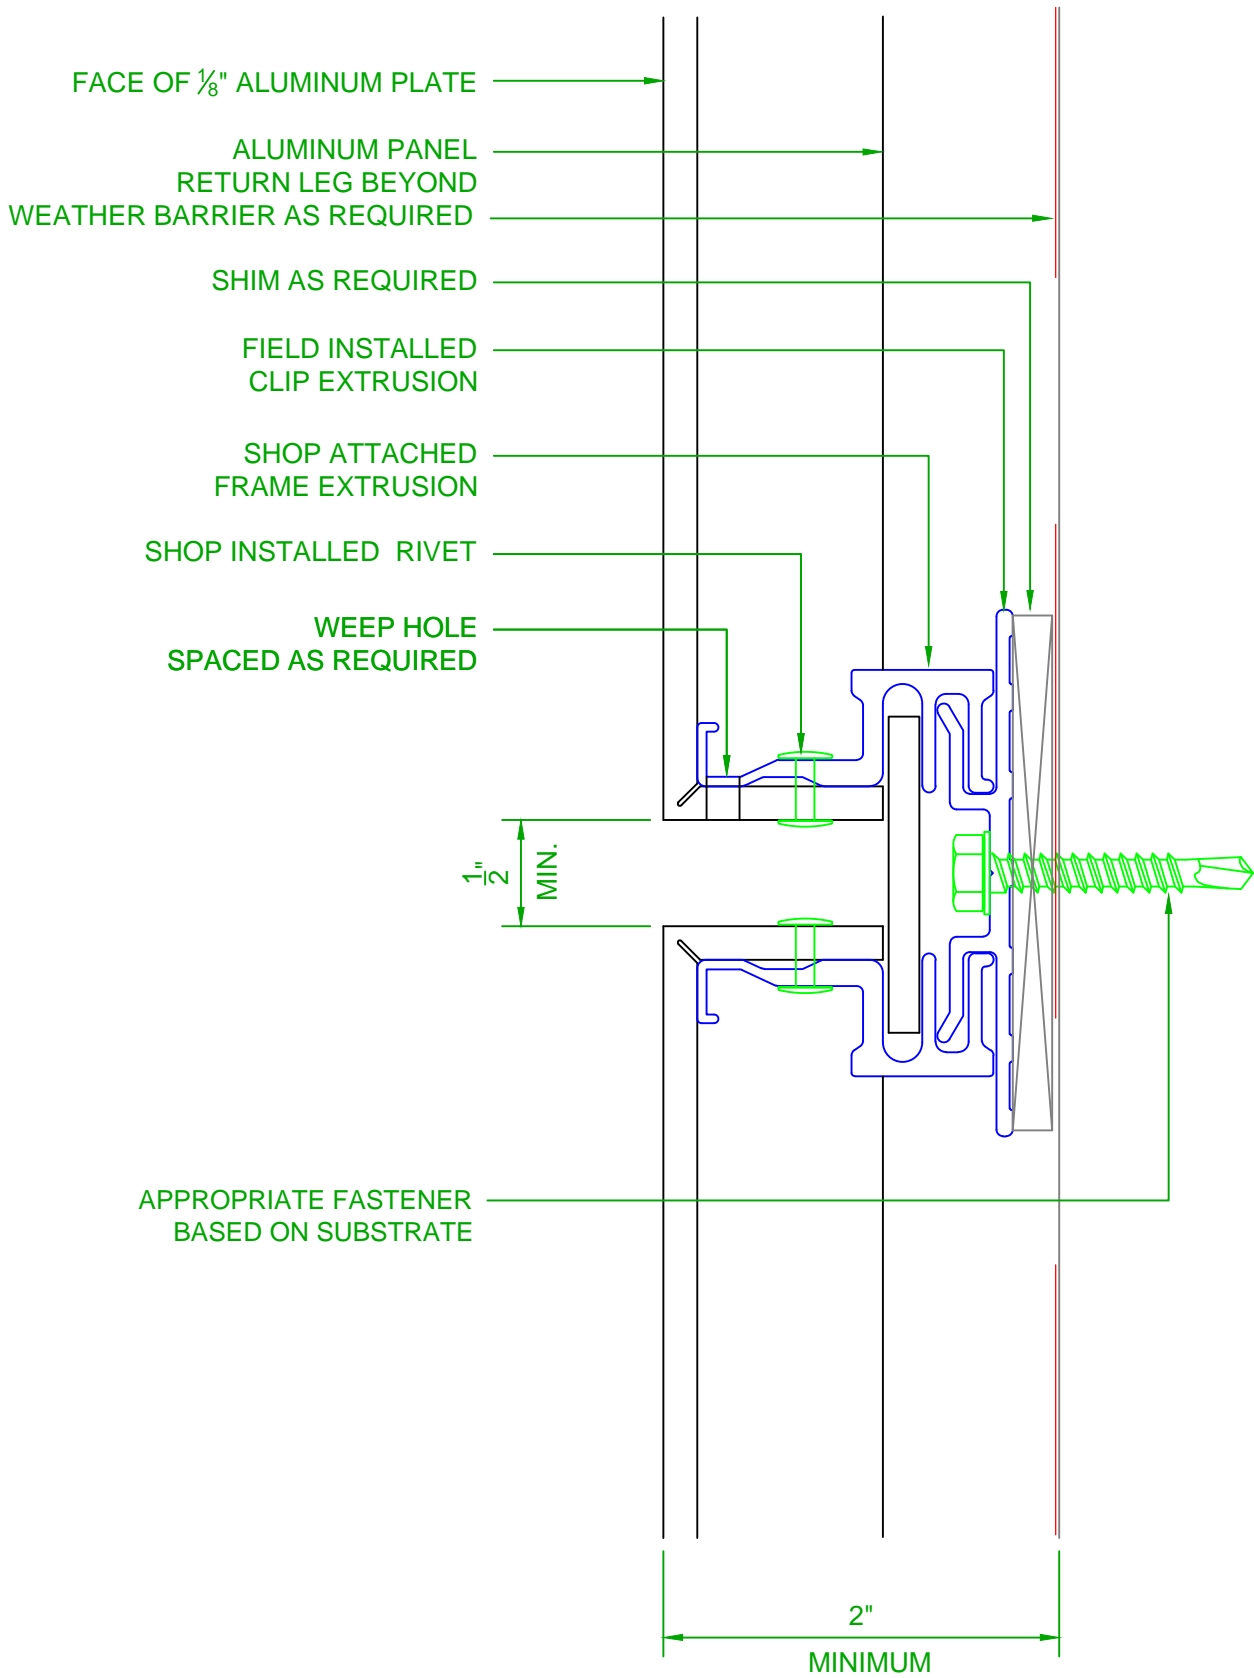 FACE OF ⅛" ALUMINUM PLATE
ALUMINUM PANEL
RETURN LEG BEYOND
WEATHER BARRIER AS REQUIRED
SHIM AS REQUIRED
FIELD INSTALLED
CLIP EXTRUSION
SHOP ATTACHED
FRAME EXTRUSION
SHOP INSTALLED RIVET
WEEP HOLE
SPACED AS REQUIRED
½"
MIN.
APPROPRIATE FASTENER
BASED ON SUBSTRATE
2"
MINIMUM